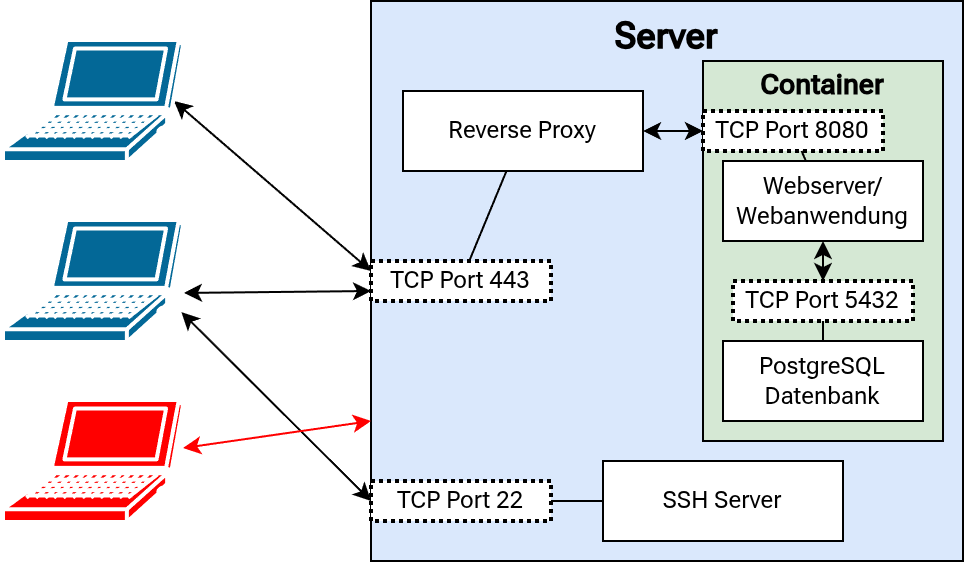 Server
Container
Reverse Proxy
TCP Port 8080
Webserver/
Webanwendung
TCP Port 443
TCP Port 5432
PostgreSQL
Datenbank
TCP Port 22
SSH Server